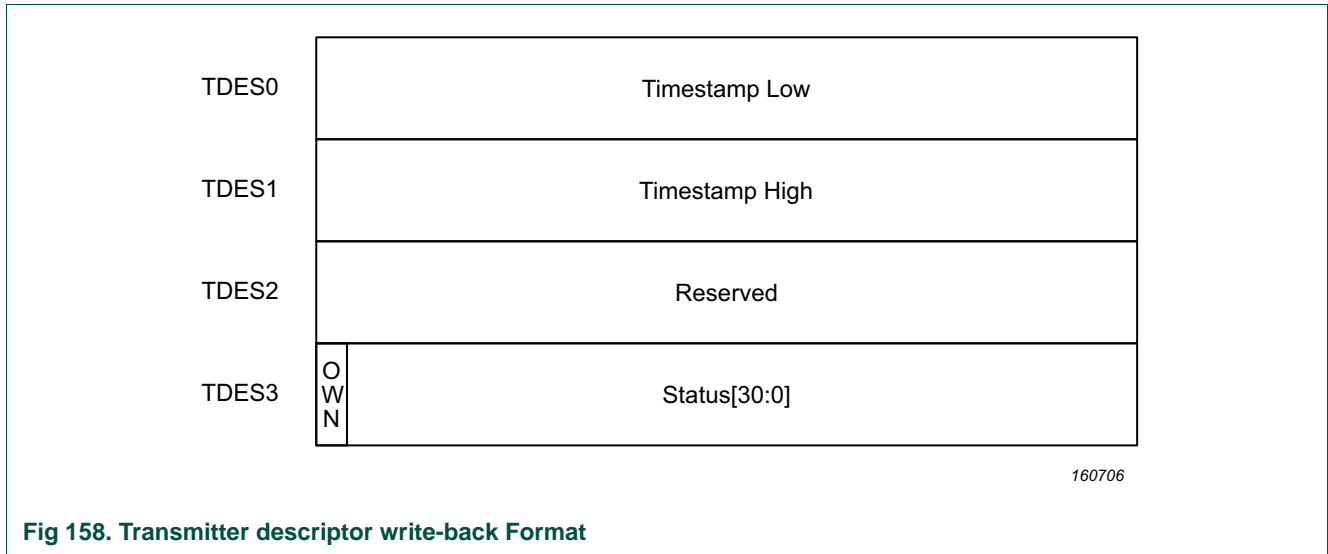 TDES0
Timestamp Low
TDES1
Timestamp High
TDES2
Reserved
TDES3
O
W
N
Status[30:0]
160706
Fig 158. Transmitter descriptor write-back Format